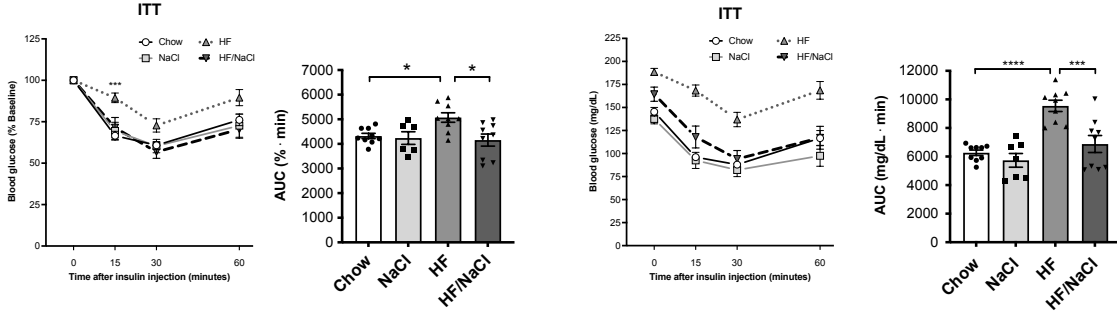 ITT
Chow
NaCl
HF
HF/NaCl
125
100
75
50
25
0
***
Blood glucose (% Baseline)
0 15 30 60
Time after insulin injection (minutes)
7000
6000
5000
4000
3000
2000
1000
0
* *
AUC (% · min)
Chow
NaCl
HF
HF/NaCl
ITT
Chow
NaCl
HF
HF/NaCl
225
200
175
150
125
100
75
50
25
0
Blood glucose (mg/dL)
0 15 30 60
Time after insulin injection (minutes)
12000
10000
8000
6000
4000
2000
0
**** ***
AUC (mg/dL · min)
Chow
NaCl
HF
HF/NaCl